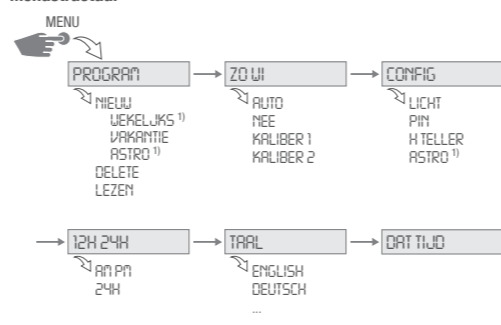 MENU
PROGRAM
NIEUW
WEKELJKS 1)
VAKANTIE
ASTRO 1)
DELETE
LEZEN
ZO WI
AUTO
NEE
KALIBER 1
KALIBER 2
CONFIG
LICHT
PIN
H TELLER
ASTRO 1)
12H 24H
AM PM
24H
TAAL
ENGLISH
DEUTSCH
...
DAT TIJD